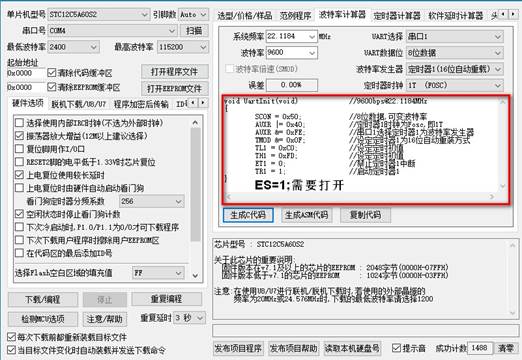 单片机型号 STC12C5A60S2 引脚数 Auto
串口号 COM4 扫描
最低波特率 2400 最高波特率 115200
起始地址
0x0000 清除代码缓冲区 打开程序文件
0x0000 清除EEPROM缓冲区 打开EEPROM文件
硬件选项 脱机下载/U8/U7 程序加密后传输
选择使用内部IRC时钟(不选为外部时钟)
振荡器放大增益(12M以上建议选择)
复位脚用作I/O口
RESET2脚的电平低于1.33V时芯片复位
上电复位使用较长延时
上电复位时由硬件自动启动看门狗
看门狗定时器分频系数 256
空闲状态时停止看门狗计数
下次冷启动时,P1.0/P1.1为0/0才可下载程序
下次下载用户程序时擦除用户EEPROM区
在代码区的最后添加ID号
选择Flash空白区域的填充值 FF
下载/编程 停止 重复编程
检测MCU选项 注意/帮助 重复延时 3 秒
每次下载前都重新装载目标文件
当目标文件变化时自动装载并发送下载命令
选型/价格/样品 范例程序 波特率计算器 定时器计算器 软件延时计算器 头
系统频率 22.1184 MHz UART选择 串口1
波特率 9600 UART数据位 8位数据
波特率倍速(SMOD) 波特率发生器 定时器1(16位自动重载)
误差 0.00% 定时器时钟 1T (FOSC)
void UartInit(void) //9600bps@22.1184MHz
{
SCON = 0x50; //8位数据,可变波特率
AUXR |= 0x40; //定时器1时钟为Fosc,即1T
AUXR &= 0xFE; //串口1选择定时器1为波特率发生器
TMOD &= 0x0F; //设定定时器1为16位自动重装方式
TL1 = 0xC0; //设定定时初值
TH1 = 0xFD; //设定定时初值
ET1 = 0; //禁止定时器1中断
TR1 = 1; //启动定时器1
}
ES=1;需要打开
生成C代码 生成ASM代码 复制代码
芯片型号 : STC12C5A60S2
关于此芯片的重要说明:
固件版本在v7.1及以上的芯片的EEPROM : 2048字节(0000H-07FFH)
固件版本低于v7.1的芯片的EEPROM : 1024字节(0000H-03FFH)
注意:在使用U8/U7进行联机/脱机下载时,若使用的外部晶振的
频率为20MHz或24.576MHz时,下载的最低波特率请选择1200
发布项目程序 发布项目帮助 读取本机硬盘号 提示音 成功计数 1488 清零